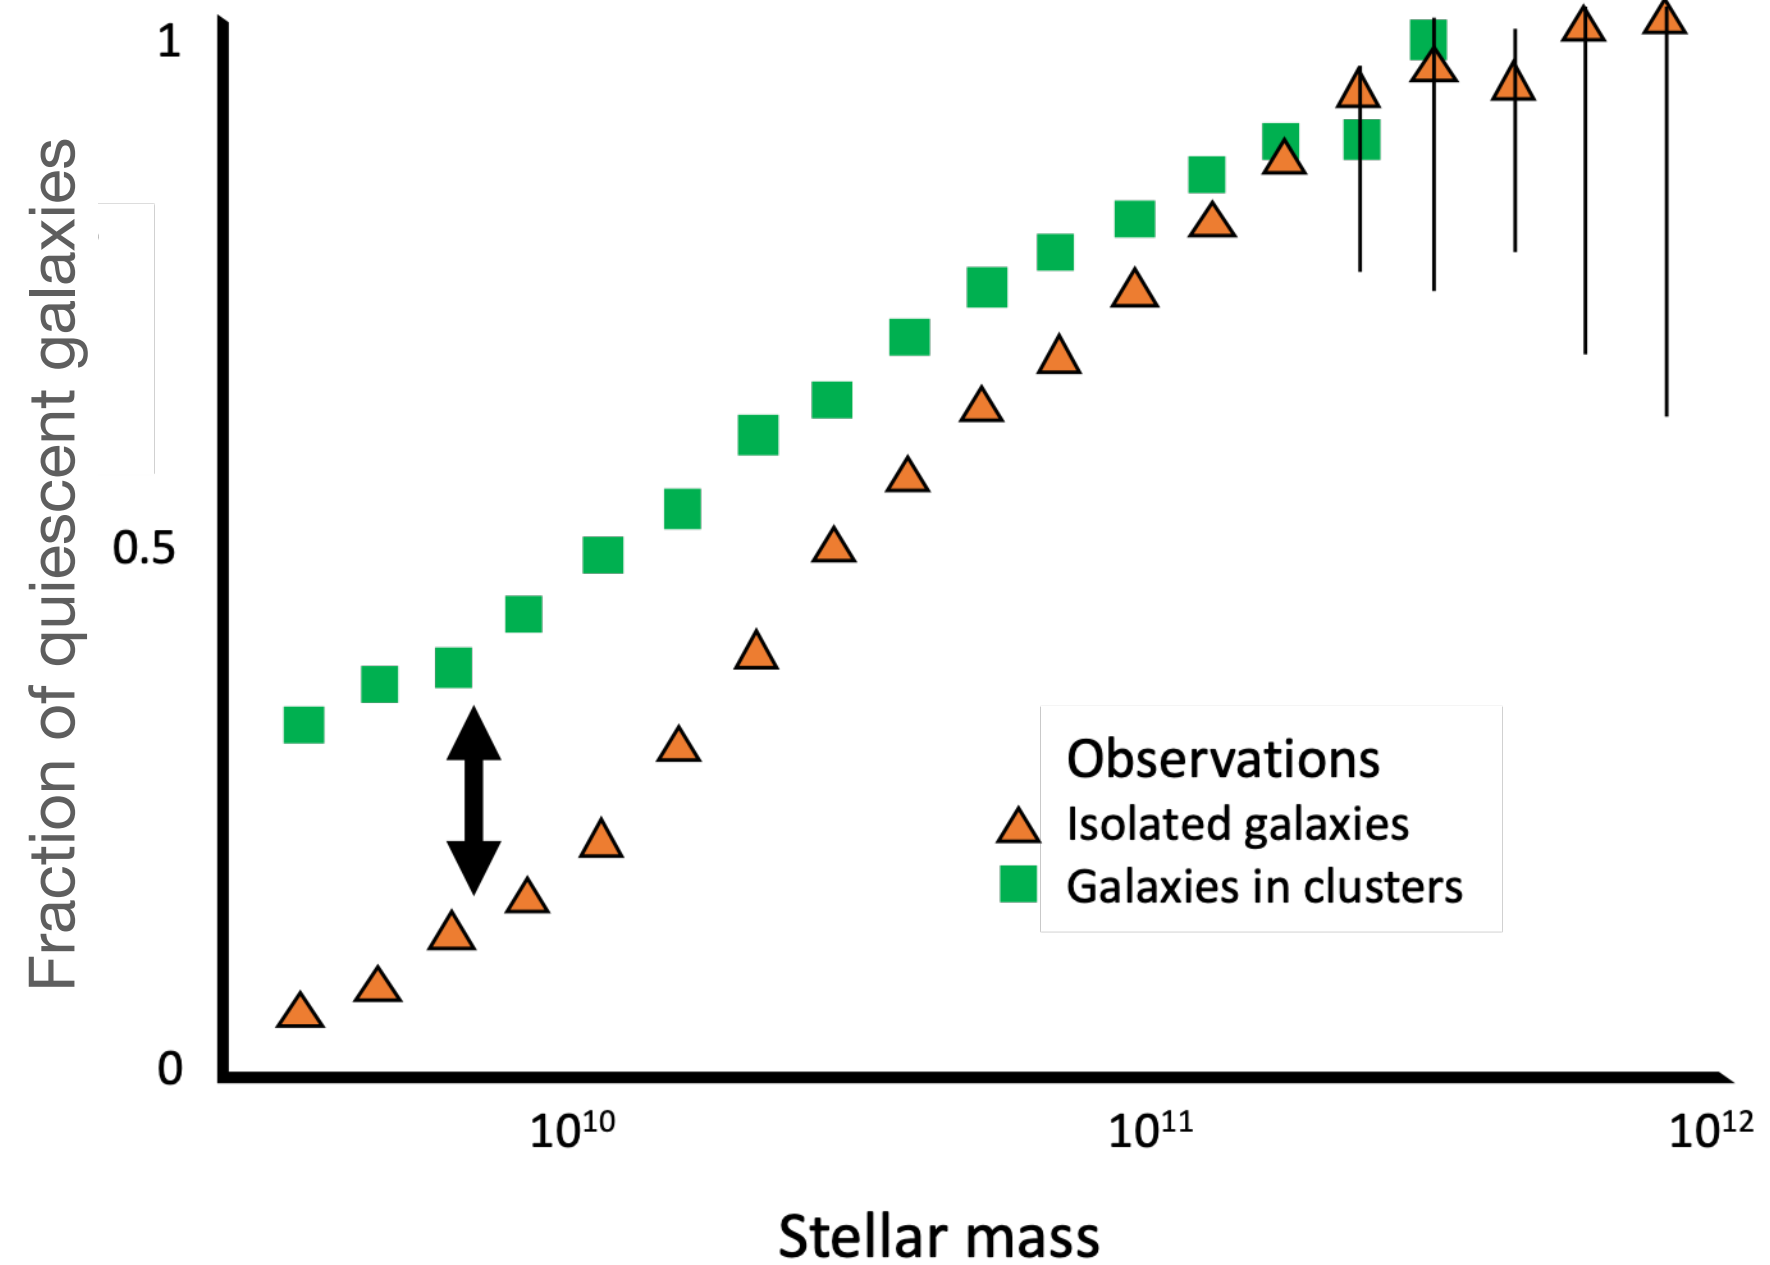 Fraction of quiescent galaxies
1
0.5
0
Observations
Isolated galaxies
Galaxies in clusters
10¹⁰ 10¹¹ 10¹²
Stellar mass